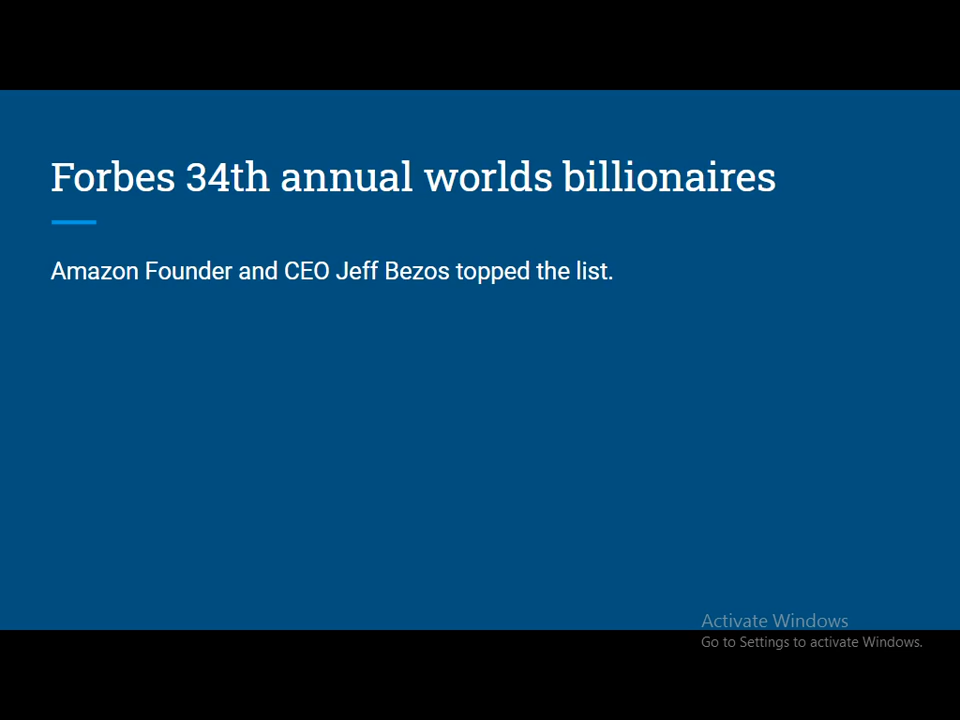 Forbes 34th annual worlds billionaires
Amazon Founder and CEO Jeff Bezos topped the list.
Activate Windows
Go to Settings to activate Windows.